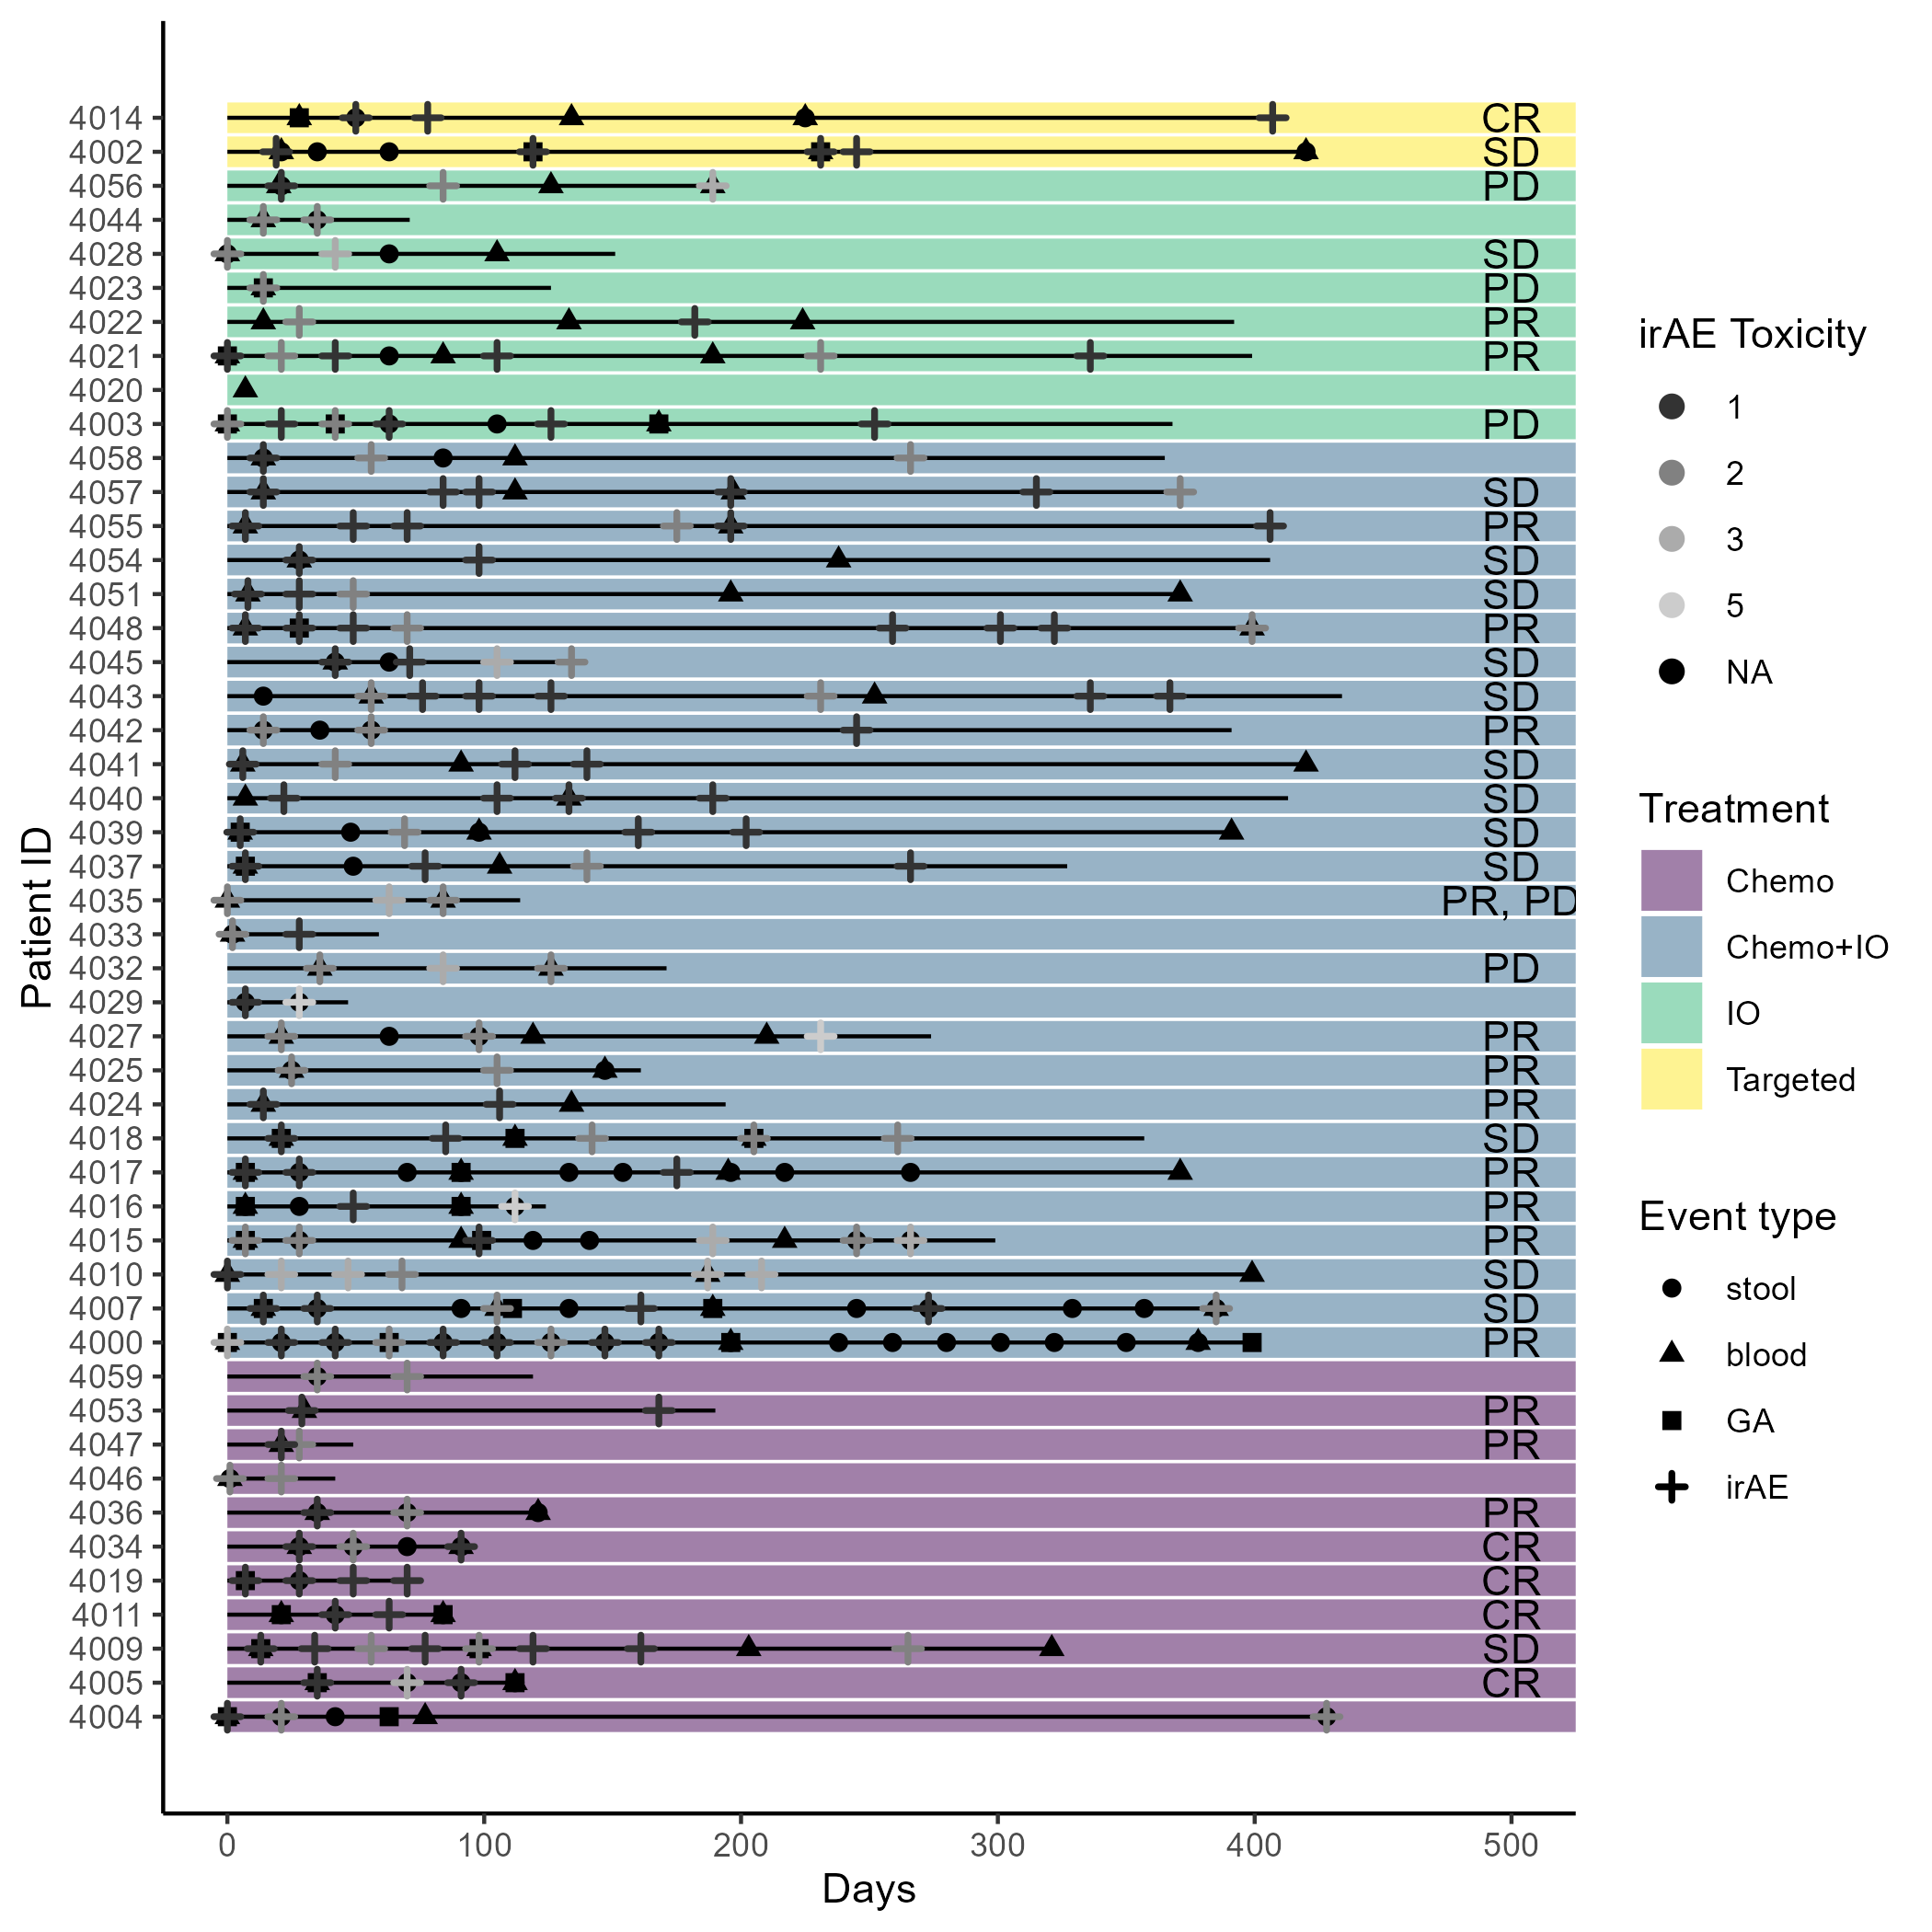 4014 CR
4002 SD
4056 PD
4044
4028 SD
4023 PD
4022 PR
4021 PR
4020
4003 PD
4058
4057 SD
4055 PR
4054 SD
4051 SD
4048 PR
4045 SD
4043 SD
4042 PR
4041 SD
4040 SD
4039 SD
4037 SD
4035 PR, PD
4033
4032 PD
4029
4027 PR
4025 PR
4024 PR
4018 SD
4017 PR
4016 PR
4015 PR
4010 SD
4007 SD
4000 PR
4059
4053 PR
4047 PR
4046
4036 PR
4034 CR
4019 CR
4011 CR
4009 SD
4005 CR
4004
Patient ID
0 100 200 300 400 500
Days
irAE Toxicity
1
2
3
5
NA
Treatment
Chemo
Chemo+IO
IO
Targeted
Event type
stool
blood
GA
irAE